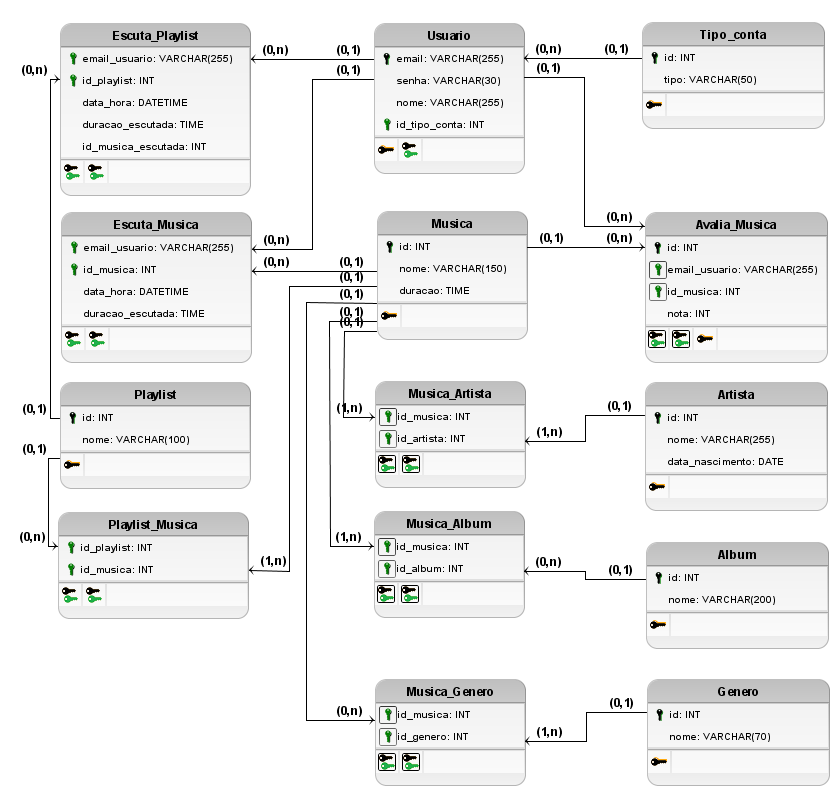 Escuta_Playlist
email_usuario: VARCHAR(255)
id_playlist: INT
data_hora: DATETIME
duracao_escutada: TIME
id_musica_escutada: INT
(0,n)
(0,n)
(0,1)
Usuario
email: VARCHAR(255)
senha: VARCHAR(30)
nome: VARCHAR(255)
id_tipo_conta: INT
(0,1)
(0,n)
(0,1)
(0,1)
Tipo_conta
id: INT
tipo: VARCHAR(50)
Escuta_Musica
email_usuario: VARCHAR(255)
id_musica: INT
data_hora: DATETIME
duracao_escutada: TIME
(0,n)
(0,n)
(0,1)
(0,1)
(0,1)
(0,1)
(0,1)
Musica
id: INT
nome: VARCHAR(150)
duracao: TIME
(0,1)
(0,n)
(0,n)
Avalia_Musica
id: INT
email_usuario: VARCHAR(255)
id_musica: INT
nota: INT
Playlist
id: INT
nome: VARCHAR(100)
(0,1)
(0,1)
(1,n)
Musica_Artista
id_musica: INT
id_artista: INT
(1,n)
(0,1)
Artista
id: INT
nome: VARCHAR(255)
data_nascimento: DATE
(0,n)
Playlist_Musica
id_playlist: INT
id_musica: INT
(1,n)
(1,n)
Musica_Album
id_musica: INT
id_album: INT
(0,n)
(0,1)
Album
id: INT
nome: VARCHAR(200)
(0,n)
Musica_Genero
id_musica: INT
id_genero: INT
(1,n)
(0,1)
Genero
id: INT
nome: VARCHAR(70)